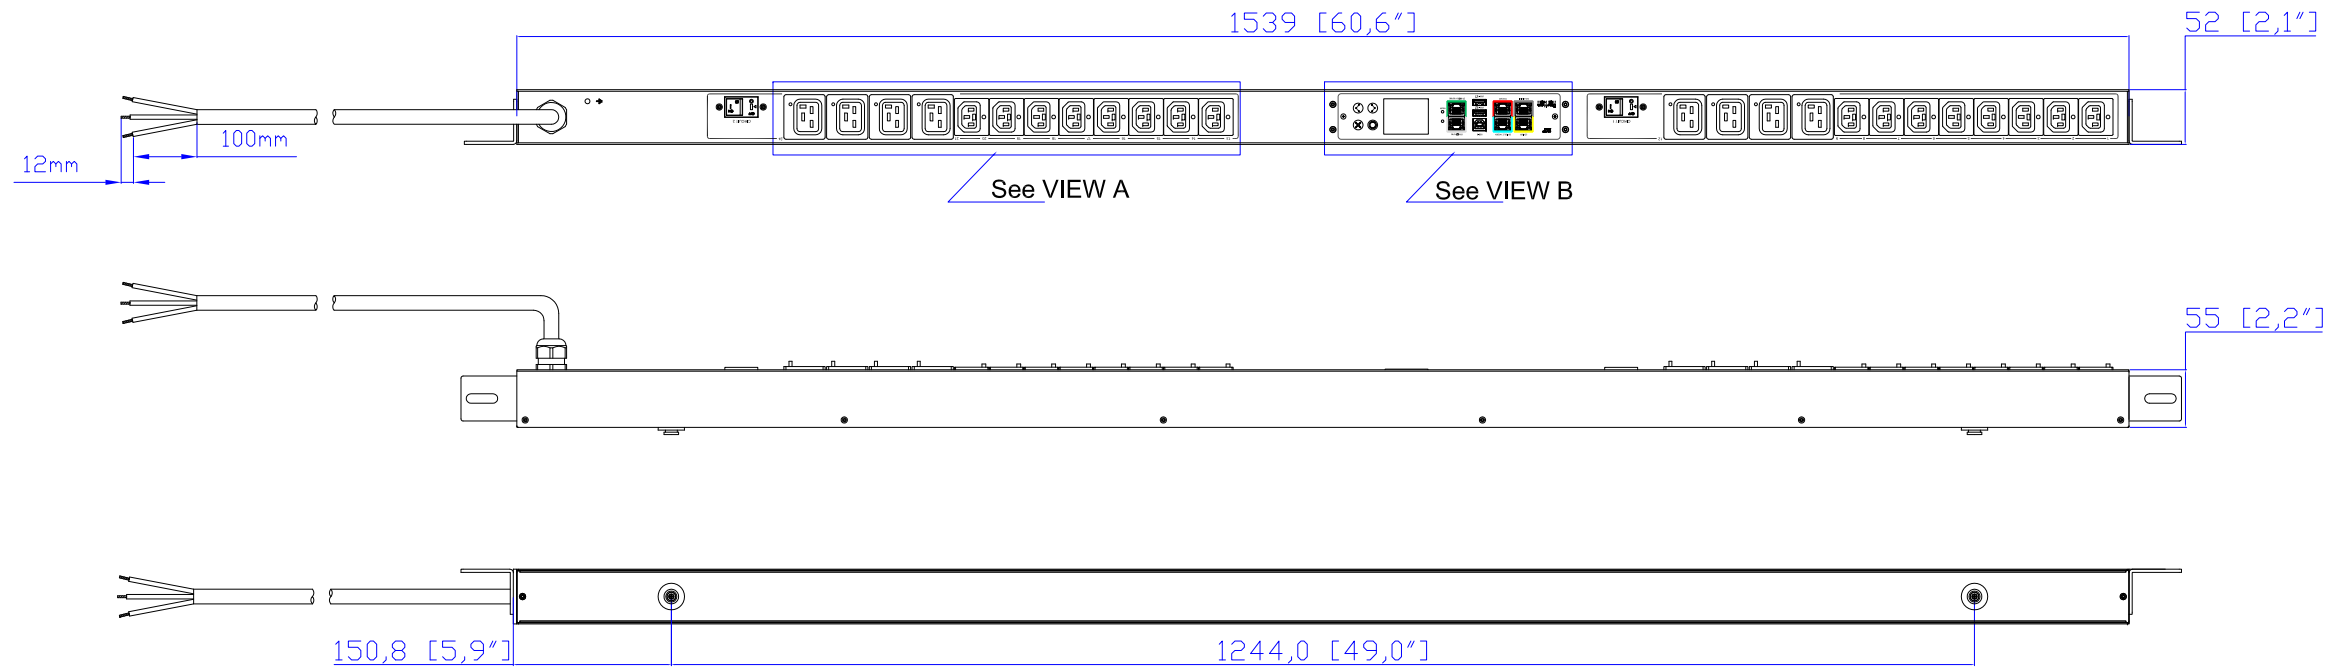 1539 [60,6"]
52 [2,1"]
100mm
12mm
See VIEW A
See VIEW B
55 [2,2"]
150,8 [5,9"]
1244,0 [49,0"]